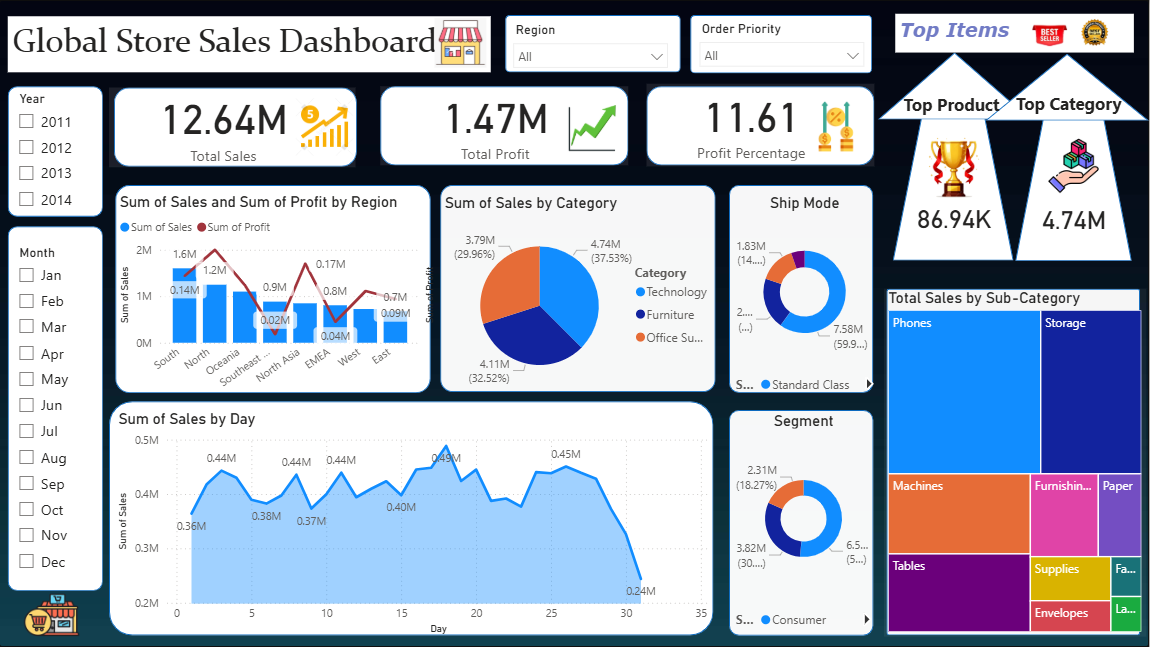 Global Store Sales Dashboard
Region
All
Order Priority
All
Top Items
BEST
SELLER
Top Product
Top Category
86.94K
4.74M
Year
2011
2012
2013
2014
12.64M
Total Sales
5
1.47M
Total Profit
11.61
Profit Percentage
%
Month
Jan
Feb
Mar
Apr
May
Jun
Jul
Aug
Sep
Oct
Nov
Dec
Sum of Sales and Sum of Profit by Region
Sum of Sales
Sum of Profit
2M
1M
0M
Sum of Sales
Sum of Profit
1.6M
1.2M
0.9M
0.8M
0.7M
0.14M
0.02M
0.17M
0.04M
0.09M
South
North
Oceania
Southeast ...
North Asia
EMEA
West
East
Sum of Sales by Category
3.79M
(29.96%)
4.74M
(37.53%)
4.11M
(32.52%)
Category
Technology
Furniture
Office Su...
Ship Mode
1.83M
(14....)
2....
(...)
7.58M
(59.9...)
S...
Standard Class
Sum of Sales by Day
0.5M
0.4M
0.3M
0.2M
Sum of Sales
0.36M
0.44M
0.38M
0.44M
0.37M
0.44M
0.40M
0.49M
0.45M
0.24M
0
5
10
15
20
25
30
35
Day
Segment
2.31M
(18.27%)
3.82M
(30....)
6.5...
(5...)
S...
Consumer
Total Sales by Sub-Category
Phones
Storage
Machines
Furnishin...
Paper
Tables
Supplies
Fa...
Envelopes
La...